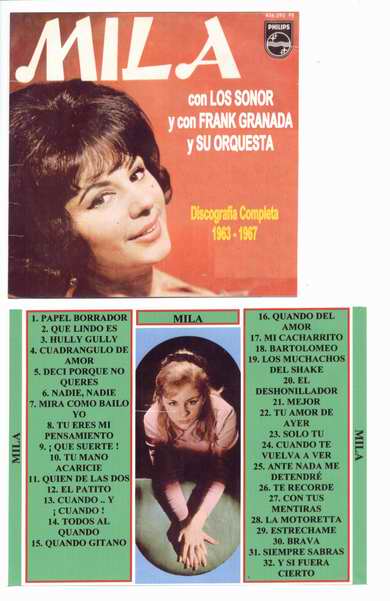 436 292 PE
MILA
PHILIPS
con LOS SONOR
y con FRANK GRANADA
y SU ORQUESTA
Discografía Completa
1963 - 1967
MILA
1. PAPEL BORRADOR
2. QUE LINDO ES
3. HULLY GULLY
4. CUADRANGULO DE
AMOR
5. DECI PORQUE NO
QUERES
6. NADIE, NADIE
7. MIRA COMO BAILO
YO
8. TU ERES MI
PENSAMIENTO
9. ¡ QUE SUERTE !
10. TU MANO
ACARICIE
11. QUIEN DE LAS DOS
12. EL PATITO
13. CUANDO .. Y
¡ CUANDO !
14. TODOS AL
QUANDO
15. QUANDO GITANO
MILA
16. QUANDO DEL
AMOR
17. MI CACHARRITO
18. BARTOLOMEO
19. LOS MUCHACHOS
DEL SHAKE
20. EL
DESHONILLADOR
21. MEJOR
22. TU AMOR DE
AYER
23. SOLO TU
24. CUANDO TE
VUELVA A VER
25. ANTE NADA ME
DETENDRÉ
26. TE RECORDE
27. CON TUS
MENTIRAS
28. LA MOTORETTA
29. ESTRECHAME
30. BRAVA
31. SIEMPRE SABRAS
32. Y SI FUERA
CIERTO
MILA